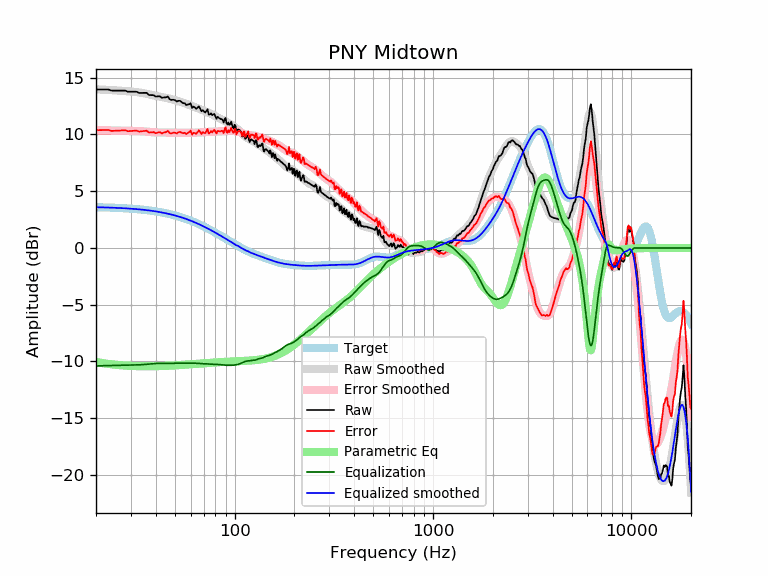 PNY Midtown
15
10
5
0
−5
−10
−15
−20
Amplitude (dBr)
Target
Raw Smoothed
Error Smoothed
Raw
Error
Parametric Eq
Equalization
Equalized smoothed
100
1000
10000
Frequency (Hz)